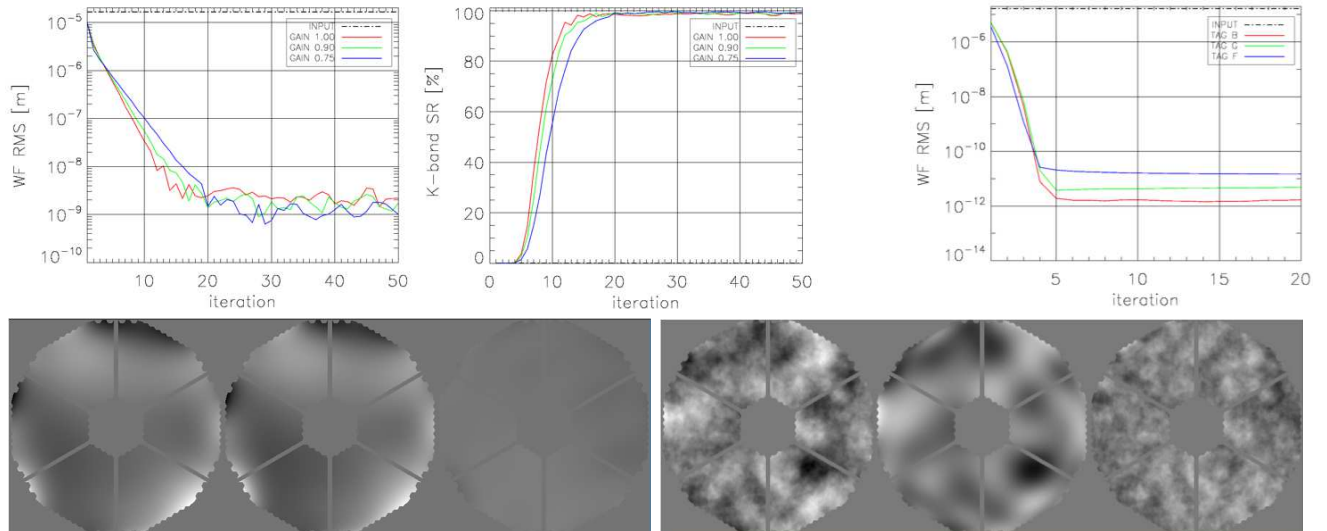 WF RMS [m]
10⁻⁵
10⁻⁶
10⁻⁷
10⁻⁸
10⁻⁹
10⁻¹⁰
INPUT
GAIN 1.00
GAIN 0.90
GAIN 0.75
10 20 30 40 50
iteration
K-band SR [%]
100
80
60
40
20
0
INPUT
GAIN 1.00
GAIN 0.90
GAIN 0.75
0 10 20 30 40 50
iteration
WF RMS [m]
10⁻⁶
10⁻⁸
10⁻¹⁰
10⁻¹²
10⁻¹⁴
INPUT
TAG B
TAG G
TAG F
5 10 15 20
iteration